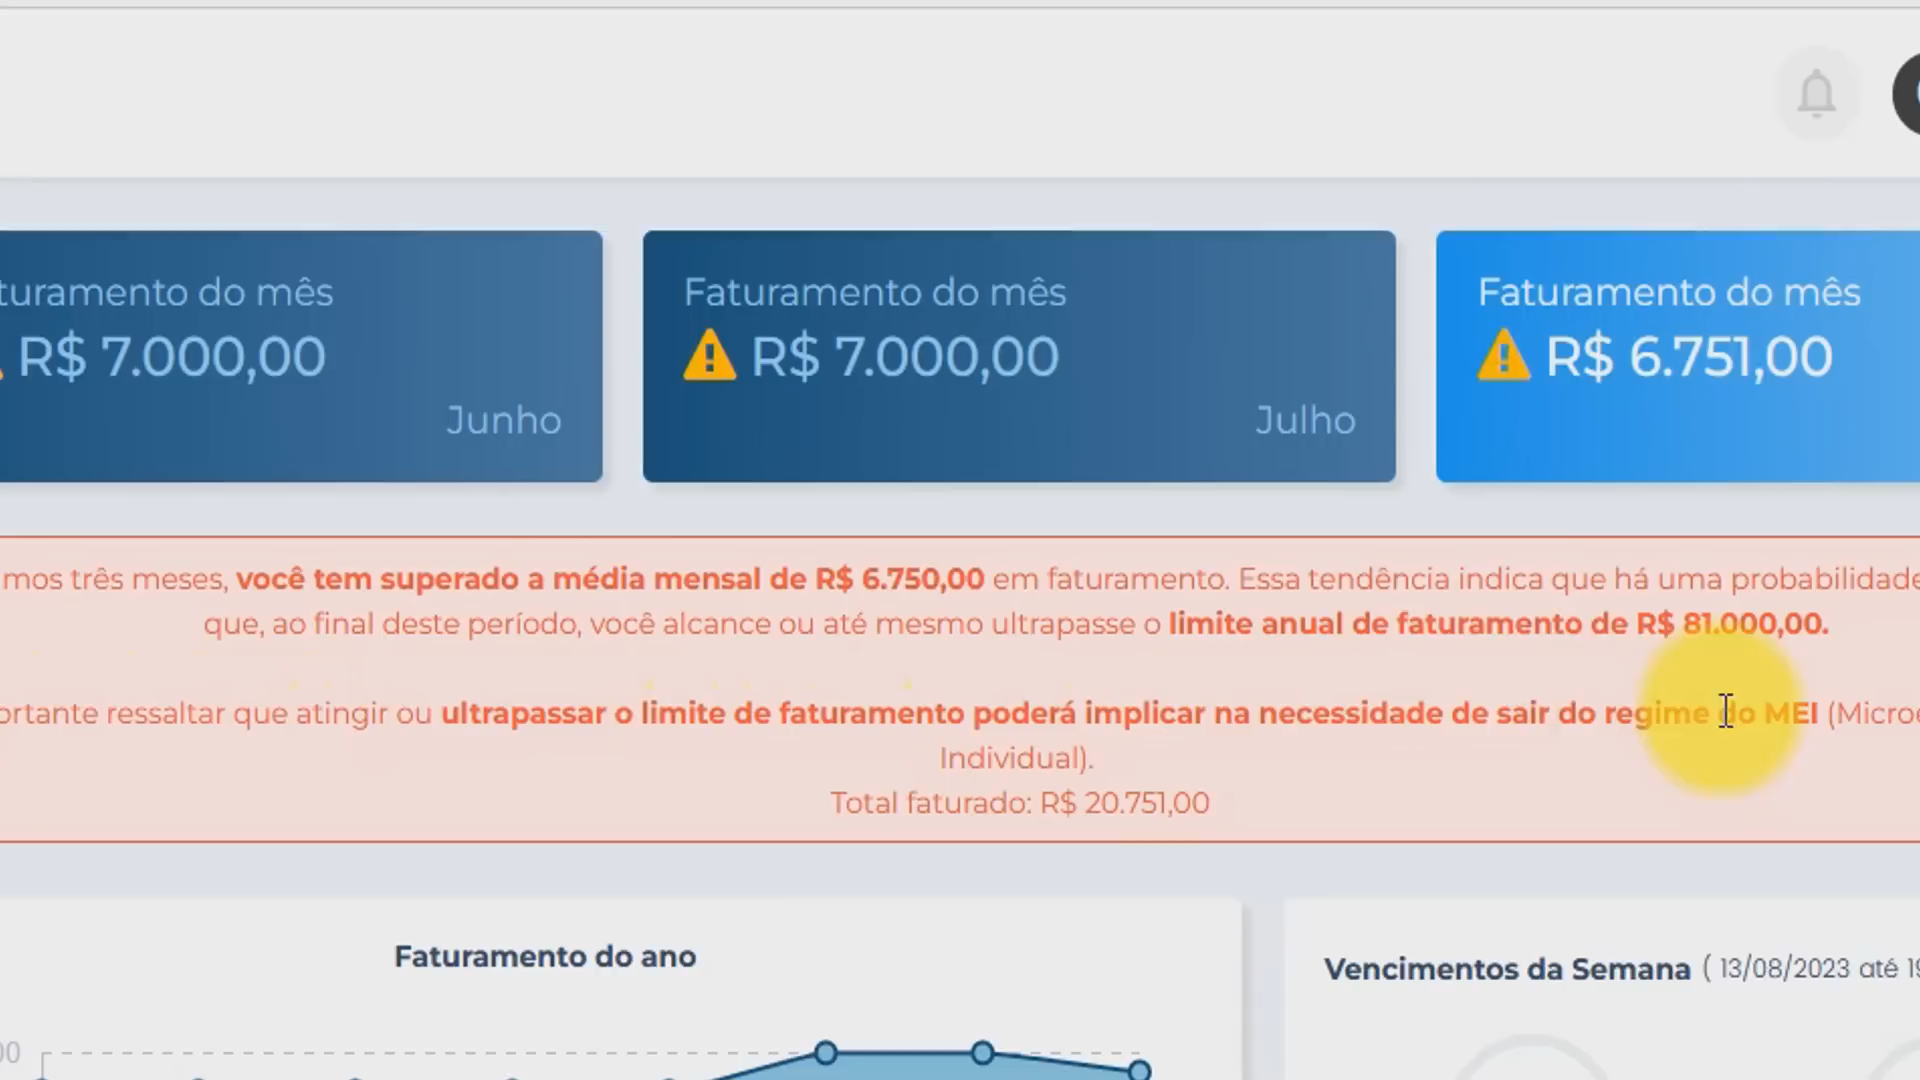 turamento do mês
R$ 7.000,00
Junho
Faturamento do mês
R$ 7.000,00
Julho
Faturamento do mês
R$ 6.751,00
mos três meses, você tem superado a média mensal de R$ 6.750,00 em faturamento. Essa tendência indica que há uma probabilidade
que, ao final deste período, você alcance ou até mesmo ultrapasse o limite anual de faturamento de R$ 81.000,00.
ortante ressaltar que atingir ou ultrapassar o limite de faturamento poderá implicar na necessidade de sair do regime do MEI (Microe
Individual).
Total faturado: R$ 20.751,00
Faturamento do ano
00
Vencimentos da Semana ( 13/08/2023 até 19